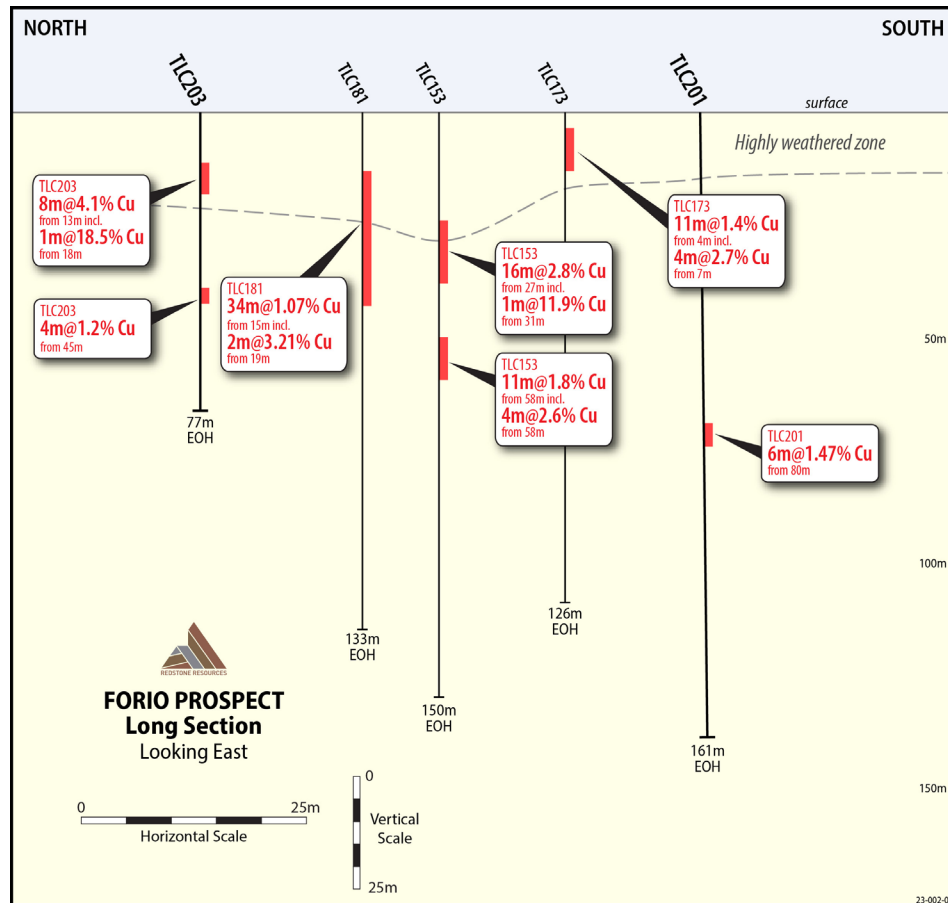 NORTH
SOUTH
TLC203
TLC181
TLC153
TLC173
TLC201
surface
Highly weathered zone
TLC203
8m@4.1% Cu
from 13m incl.
1m@18.5% Cu
from 18m
TLC203
4m@1.2% Cu
from 45m
TLC181
34m@1.07% Cu
from 15m incl.
2m@3.21% Cu
from 19m
TLC153
16m@2.8% Cu
from 27m incl.
1m@11.9% Cu
from 31m
TLC153
11m@1.8% Cu
from 58m incl.
4m@2.6% Cu
from 58m
TLC173
11m@1.4% Cu
from 4m incl.
4m@2.7% Cu
from 7m
TLC201
6m@1.47% Cu
from 80m
50m
100m
150m
77m
EOH
133m
EOH
150m
EOH
126m
EOH
161m
EOH
REDSTONE RESOURCES
FORIO PROSPECT
Long Section
Looking East
0
25m
Horizontal Scale
0
Vertical
Scale
25m